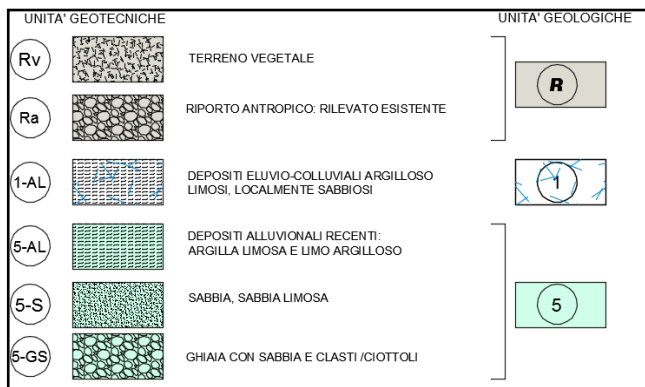 UNITA' GEOTECNICHE
UNITA' GEOLOGICHE
Rv
TERRENO VEGETALE
R
Ra
RIPORTO ANTROPICO: RILEVATO ESISTENTE
1-AL
DEPOSITI ELUVIO-COLLUVIALI ARGILLOSO
LIMOSI, LOCALMENTE SABBIOSI
1
5-AL
DEPOSITI ALLUVIONALI RECENTI:
ARGILLA LIMOSA E LIMO ARGILLOSO
5-S
SABBIA, SABBIA LIMOSA
5
5-GS
GHIAIA CON SABBIA E CLASTI /CIOTTOLI